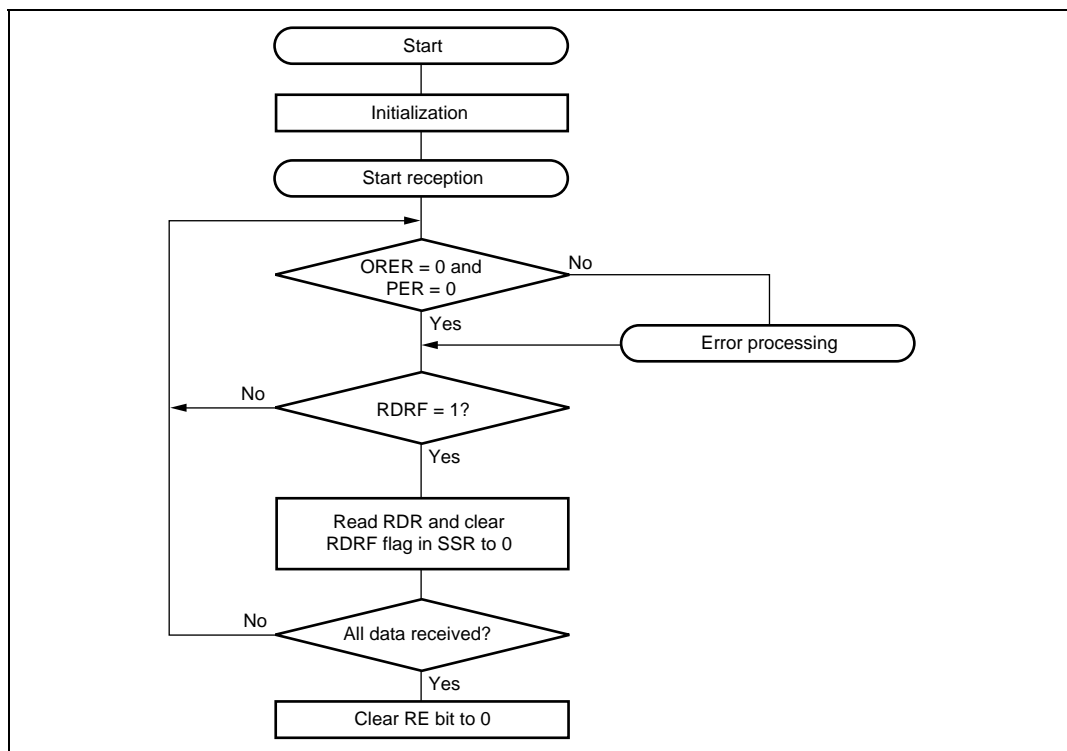 Start
Initialization
Start reception
ORER = 0 and
PER = 0
No
Yes
Error processing
No
RDRF = 1?
Yes
Read RDR and clear
RDRF flag in SSR to 0
No
All data received?
Yes
Clear RE bit to 0